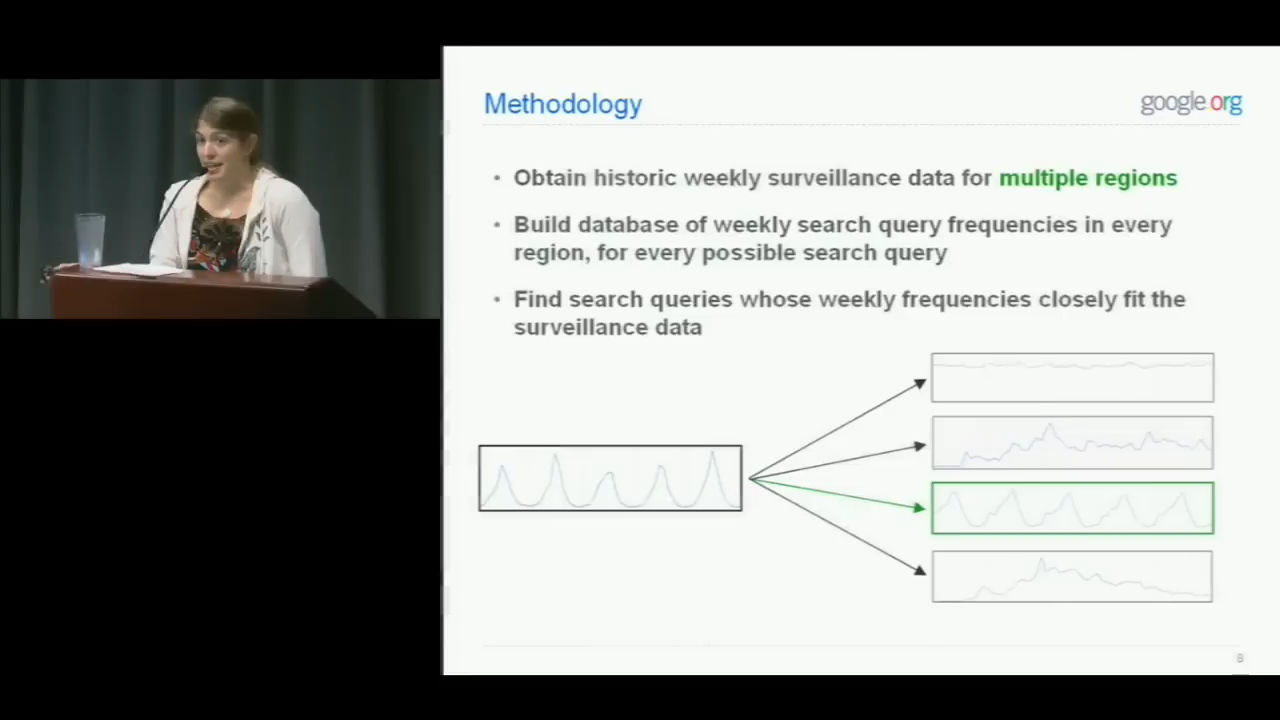 Methodology
google.org
• Obtain historic weekly surveillance data for multiple regions
• Build database of weekly search query frequencies in every
region, for every possible search query
• Find search queries whose weekly frequencies closely fit the
surveillance data
8